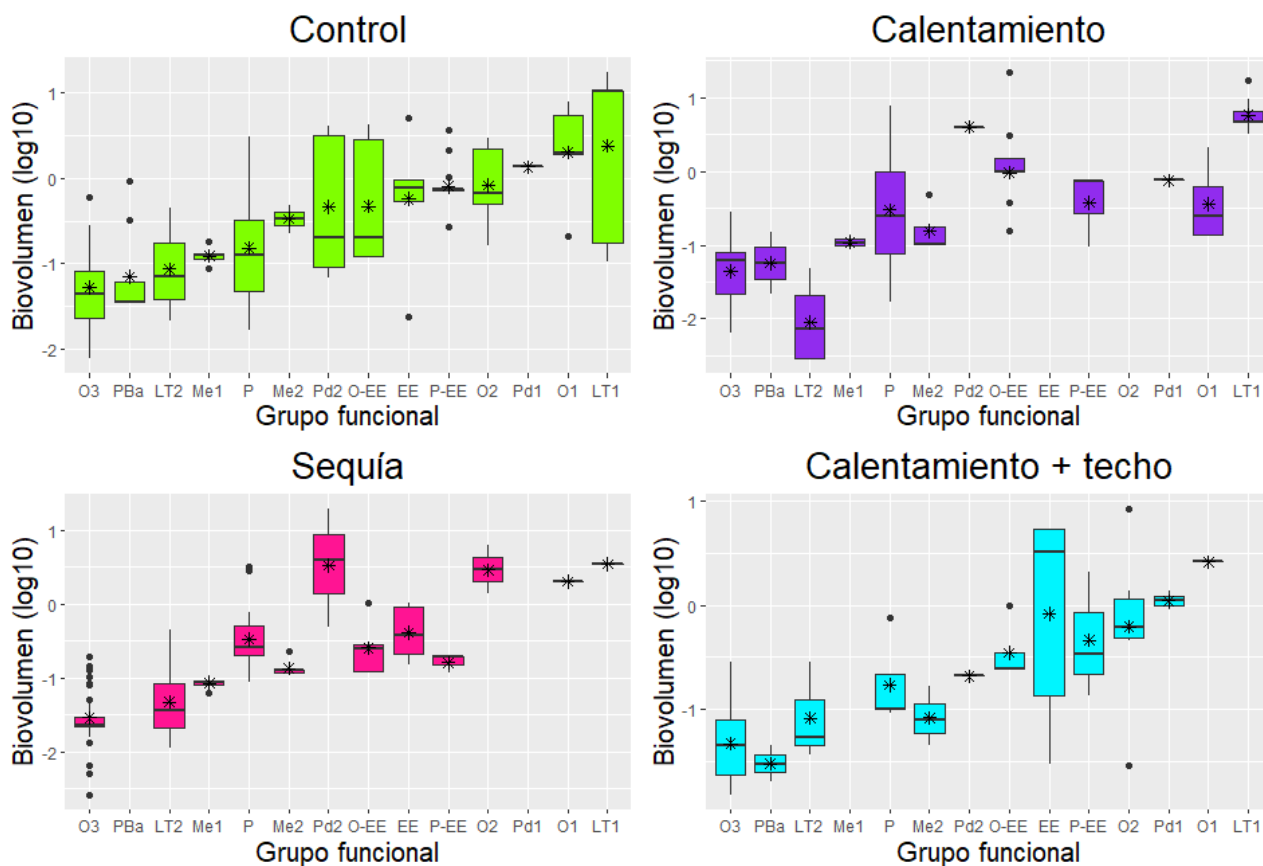 Control
Biovolumen (log10)
1
0
-1
-2
O3 PBa LT2 Me1 P Me2 Pd2 O-EE EE P-EE O2 Pd1 O1 LT1
Grupo funcional
Calentamiento
Biovolumen (log10)
1
0
-1
-2
O3 PBa LT2 Me1 P Me2 Pd2 O-EE EE P-EE O2 Pd1 O1 LT1
Grupo funcional
Sequía
Biovolumen (log10)
1
0
-1
-2
O3 PBa LT2 Me1 P Me2 Pd2 O-EE EE P-EE O2 Pd1 O1 LT1
Grupo funcional
Calentamiento + techo
Biovolumen (log10)
1
0
-1
O3 PBa LT2 Me1 P Me2 Pd2 O-EE EE P-EE O2 Pd1 O1 LT1
Grupo funcional